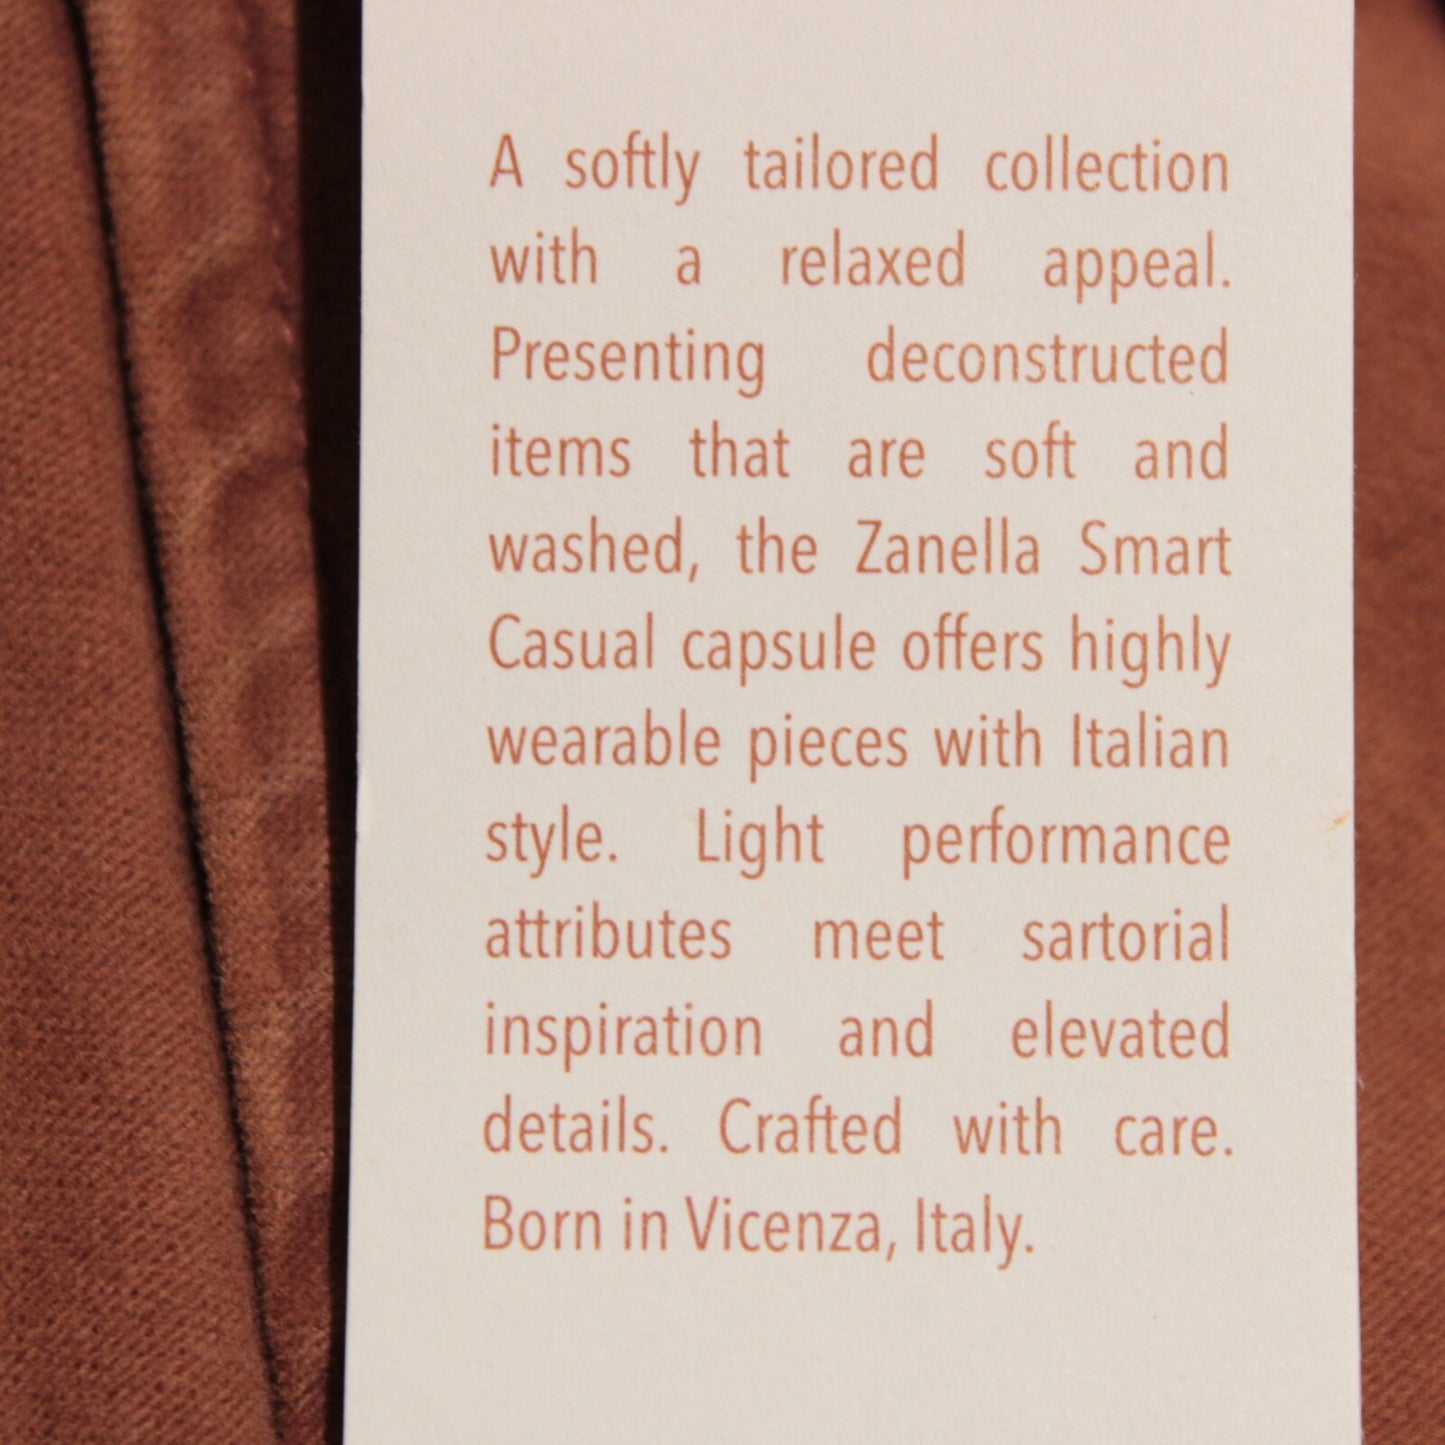 A softly tailored collection
with a relaxed appeal.
Presenting deconstructed
items that are soft and
washed, the Zanella Smart
Casual capsule offers highly
wearable pieces with Italian
style. Light performance
attributes meet sartorial
inspiration and elevated
details. Crafted with care.
Born in Vicenza, Italy.